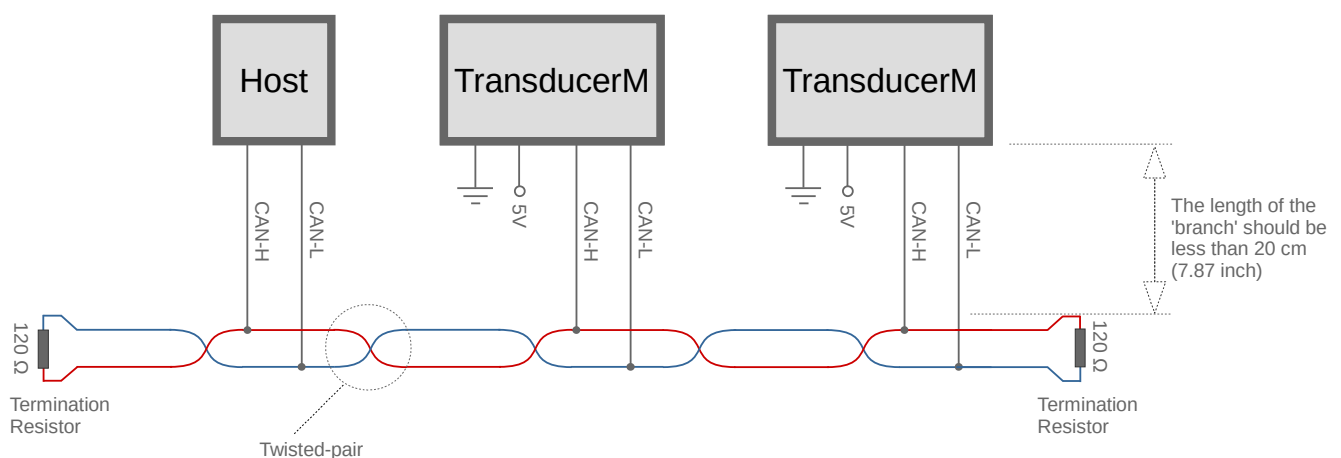 Host
TransducerM
TransducerM
CAN-H
CAN-L
5V
CAN-H
CAN-L
5V
CAN-H
CAN-L
The length of the
'branch' should be
less than 20 cm
(7.87 inch)
120 Ω
120 Ω
Termination
Resistor
Termination
Resistor
Twisted-pair